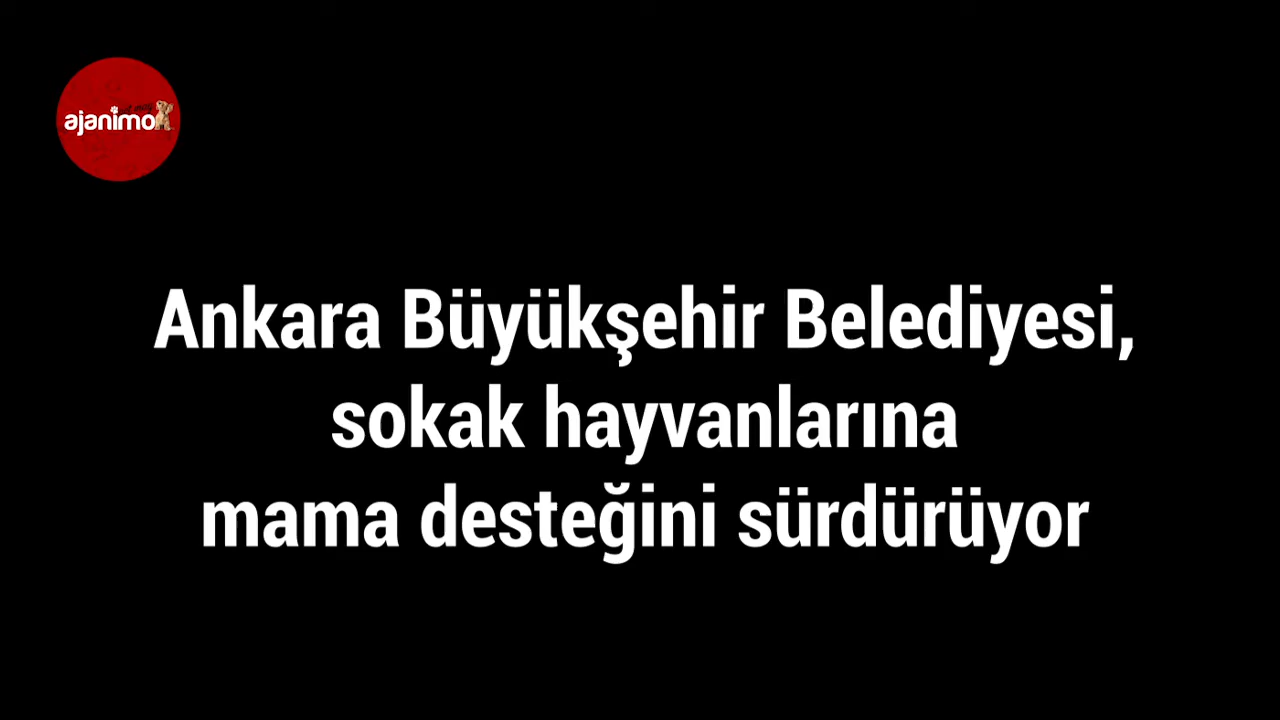 ajanimo
Ankara Büyükşehir Belediyesi,
sokak hayvanlarına
mama desteğini sürdürüyor